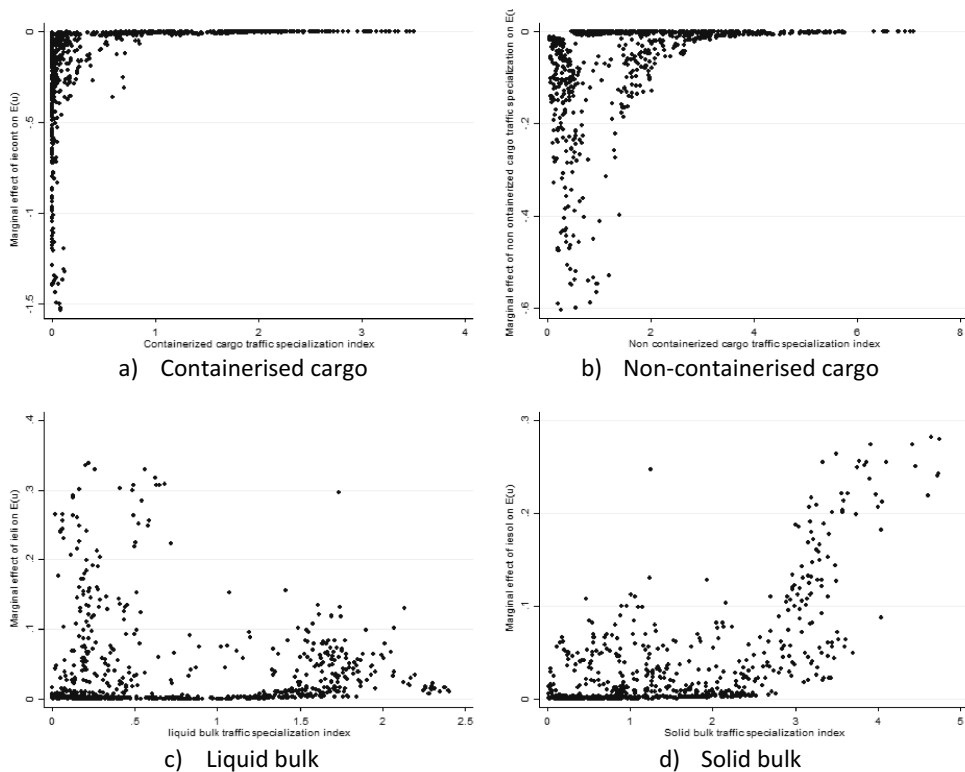 Marginal effect of iecont on E(u)
0
-.5
-1
-1.5
0 1 2 3 4
Containerized cargo traffic specialization index
a) Containerised cargo
Marginal effect of non ontainerized cargo traffic specialization on E(u
0
-.2
-.4
-.6
0 2 4 6 8
Non containerized cargo traffic specialization index
b) Non-containerised cargo
Marginal effect of ieli on E(u)
.4
.3
.2
.1
0
0 .5 1 1.5 2 2.5
liquid bulk traffic specialization index
c) Liquid bulk
Marginal effect of iesol on E(u)
.3
.2
.1
0
0 1 2 3 4 5
Solid bulk traffic specialization index
d) Solid bulk